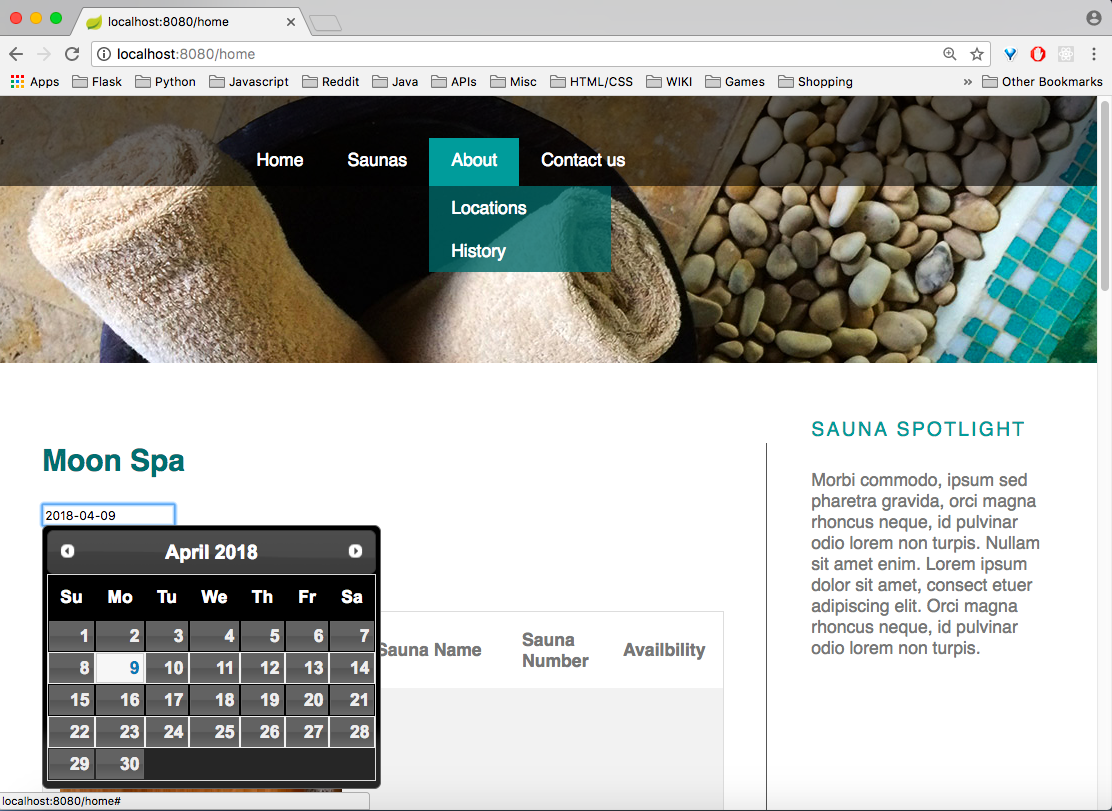 localhost:8080/home
localhost:8080/home
Apps Flask Python Javascript Reddit Java APIs Misc HTML/CSS WIKI Games Shopping » Other Bookmarks
Home Saunas About Contact us
Locations
History
Moon Spa
2018-04-09
April 2018
Su Mo Tu We Th Fr Sa
1 2 3 4 5 6 7
8 9 10 11 12 13 14
15 16 17 18 19 20 21
22 23 24 25 26 27 28
29 30
Sauna Name Sauna Number Availbility
SAUNA SPOTLIGHT
Morbi commodo, ipsum sed
pharetra gravida, orci magna
rhoncus neque, id pulvinar
odio lorem non turpis. Nullam
sit amet enim. Lorem ipsum
dolor sit amet, consect etuer
adipiscing elit. Orci magna
rhoncus neque, id pulvinar
odio lorem non turpis.
localhost:8080/home#